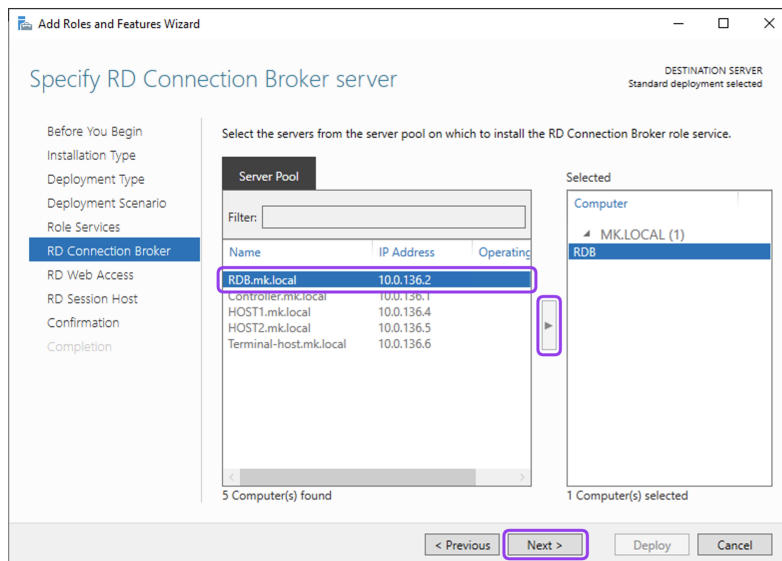 Add Roles and Features Wizard
Specify RD Connection Broker server
DESTINATION SERVER
Standard deployment selected
Before You Begin
Installation Type
Deployment Type
Deployment Scenario
Role Services
RD Connection Broker
RD Web Access
RD Session Host
Confirmation
Completion
Select the servers from the server pool on which to install the RD Connection Broker role service.
Server Pool
Filter:
Name IP Address Operating
RDB.mk.local 10.0.136.2
Controller.mk.local 10.0.136.1
HOST1.mk.local 10.0.136.4
HOST2.mk.local 10.0.136.5
Terminal-host.mk.local 10.0.136.6
5 Computer(s) found
Selected
Computer
MK.LOCAL (1)
RDB
1 Computer(s) selected
< Previous Next > Deploy Cancel